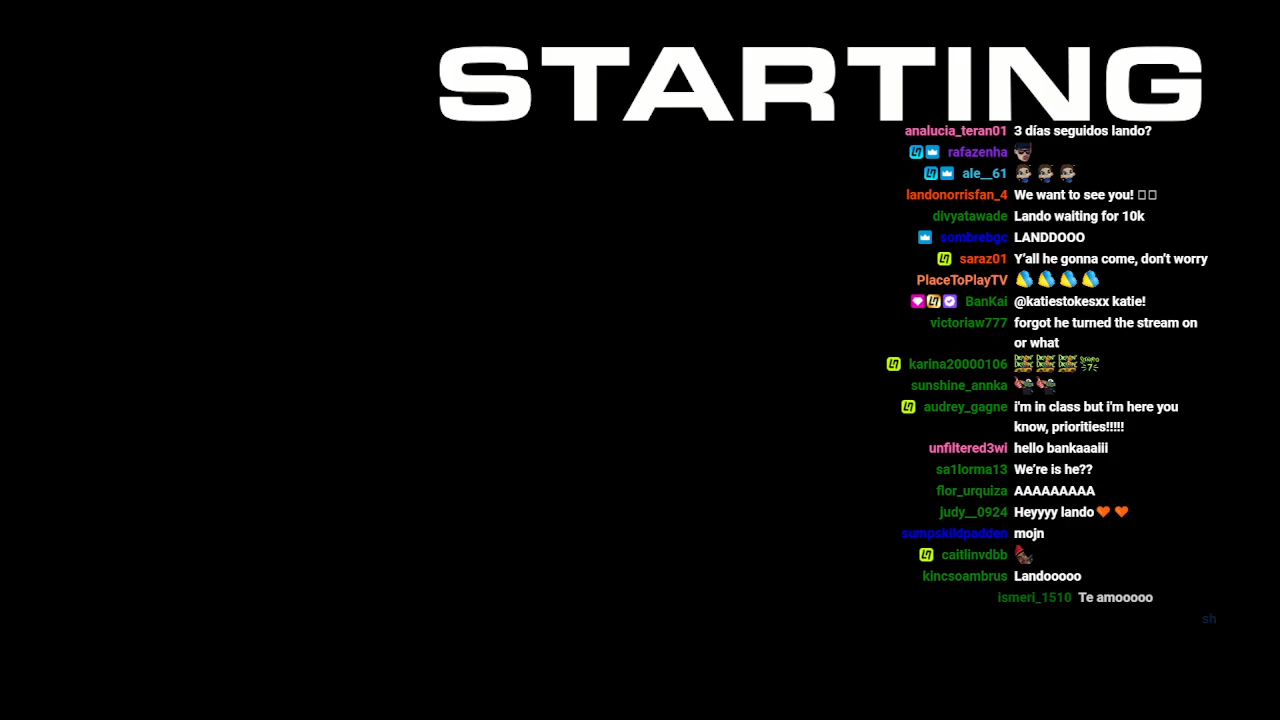 STARTING
analucia_teran01 3 días seguidos lando?
rafazenha
ale__61
landonorrisfan_4 We want to see you!
divyatawade Lando waiting for 10k
sombrebgc LANDDOOO
saraz01 Y'all he gonna come, don't worry
PlaceToPlayTV
BanKai @katiestokesxx katie!
victoriaw777 forgot he turned the stream on
or what
karina20000106
sunshine_annka
audrey_gagne i'm in class but i'm here you
know, priorities!!!!!
unfiltered3wi hello bankaaaiii
sa1lorma13 We're is he??
flor_urquiza AAAAAAAAA
judy__0924 Heyyyy lando
sumpskildpadden mojn
caitlinvdbb
kincsoambrus Landooooo
ismeri_1510 Te amooooo
sh